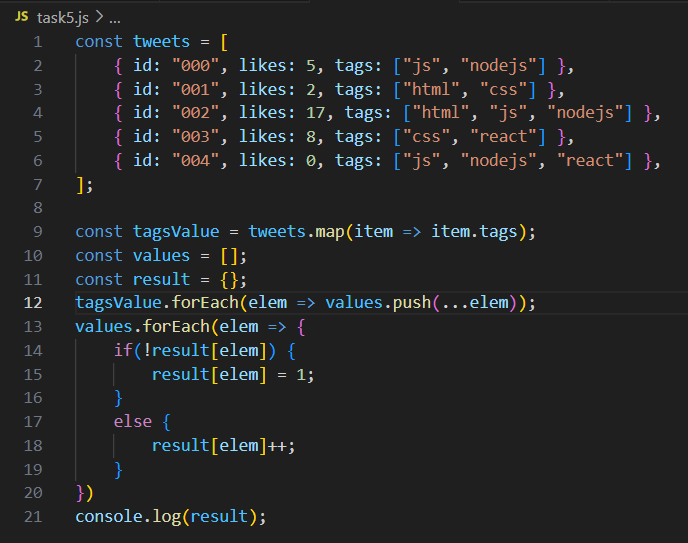 JS task5.js > ...
1 const tweets = [
2 { id: "000", likes: 5, tags: ["js", "nodejs"] },
3 { id: "001", likes: 2, tags: ["html", "css"] },
4 { id: "002", likes: 17, tags: ["html", "js", "nodejs"] },
5 { id: "003", likes: 8, tags: ["css", "react"] },
6 { id: "004", likes: 0, tags: ["js", "nodejs", "react"] },
7 ];
8
9 const tagsValue = tweets.map(item => item.tags);
10 const values = [];
11 const result = {};
12 tagsValue.forEach(elem => values.push(...elem));
13 values.forEach(elem => {
14 if(!result[elem]) {
15 result[elem] = 1;
16 }
17 else {
18 result[elem]++;
19 }
20 })
21 console.log(result);